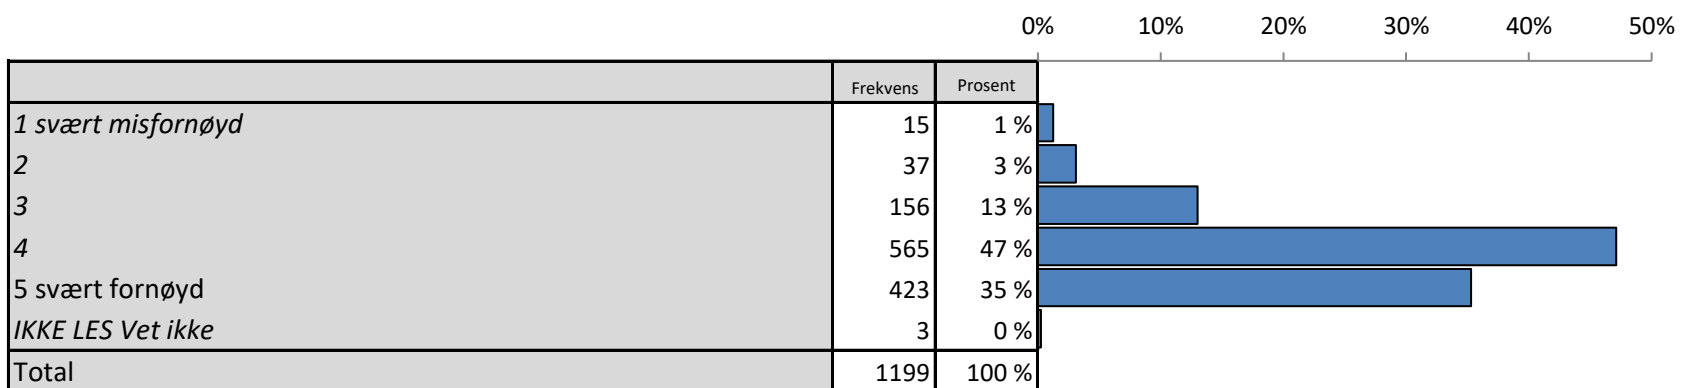 0% 10% 20% 30% 40% 50%
Frekvens Prosent
1 svært misfornøyd 15 1 %
2 37 3 %
3 156 13 %
4 565 47 %
5 svært fornøyd 423 35 %
IKKE LES Vet ikke 3 0 %
Total 1199 100 %